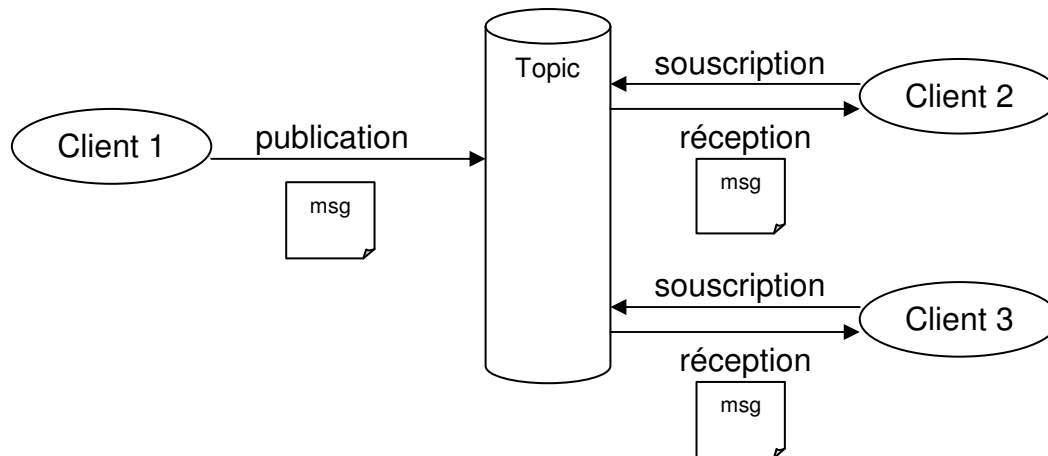 Topic
souscription
Client 2
Client 1
publication
réception
msg
msg
souscription
Client 3
réception
msg